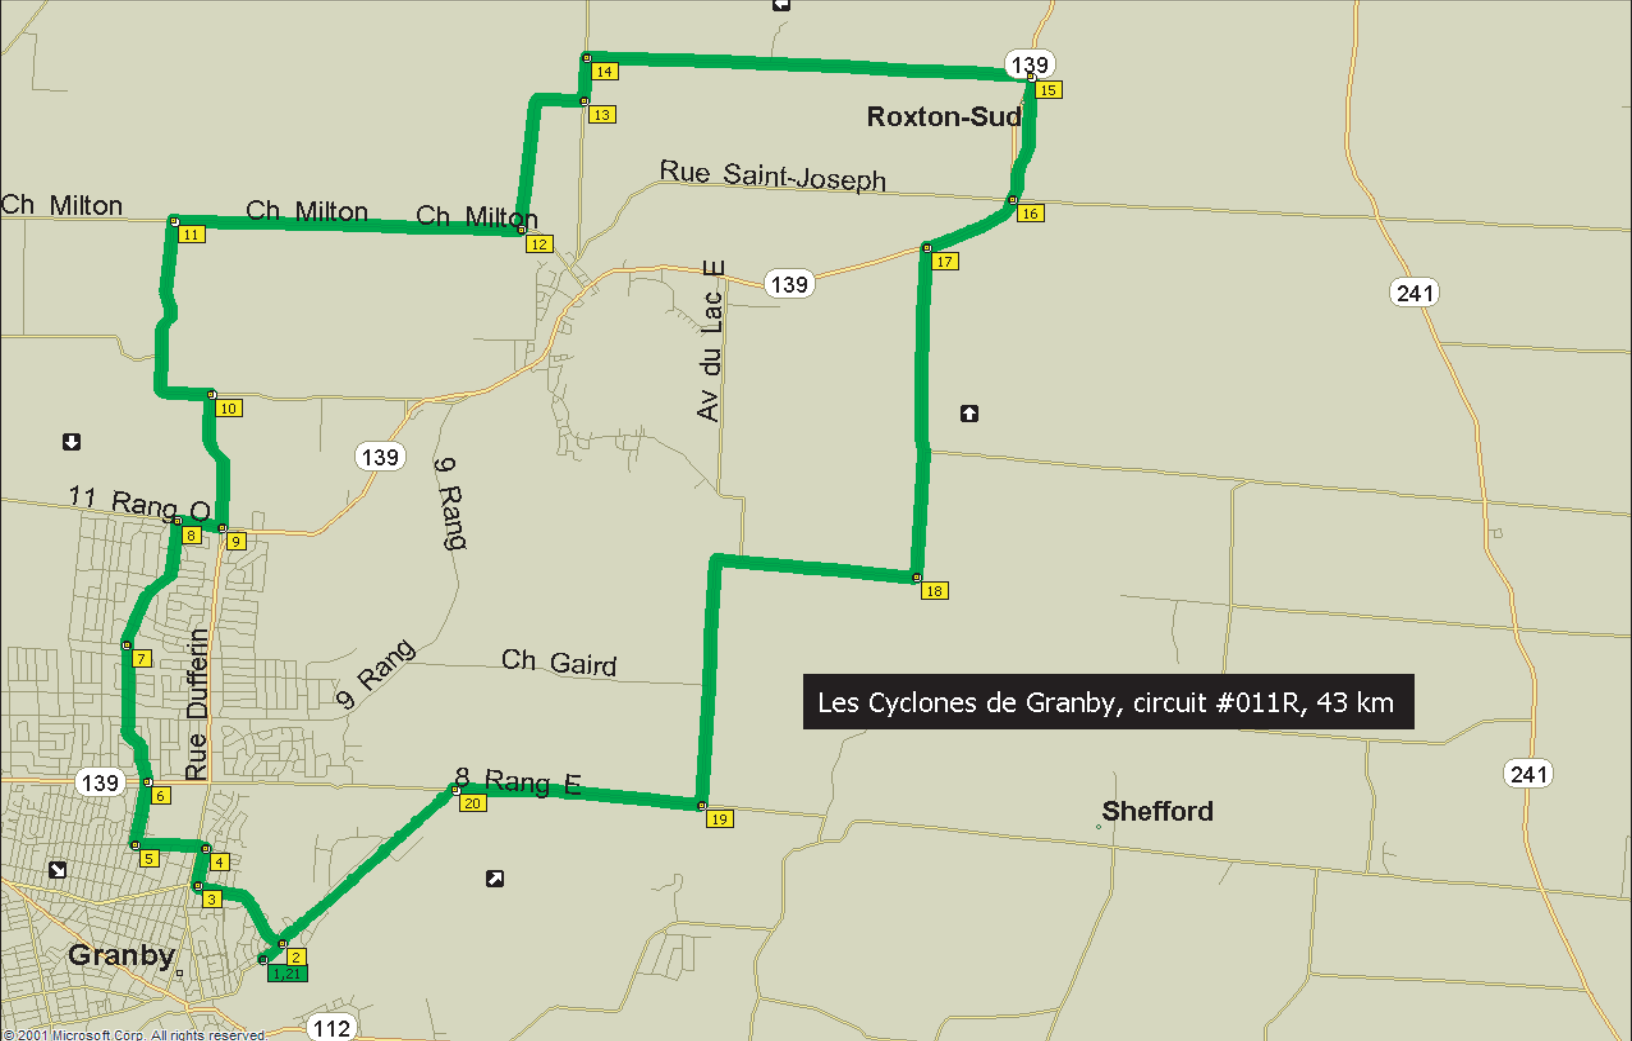 14
139
15
13
Roxton-Sud
Rue Saint-Joseph
Ch Milton
Ch Milton
Ch Milton
16
11
12
17
Av du Lac E
139
241
10
139
9 Rang
11 Rang O
8
9
18
7
Rue Dufferin
9 Rang
Ch Gaird
Les Cyclones de Granby, circuit #011R, 43 km
139
6
8 Rang E
20
19
241
Shefford
5
4
3
Granby
2
1,21
112
© 2001 Microsoft Corp. All rights reserved.